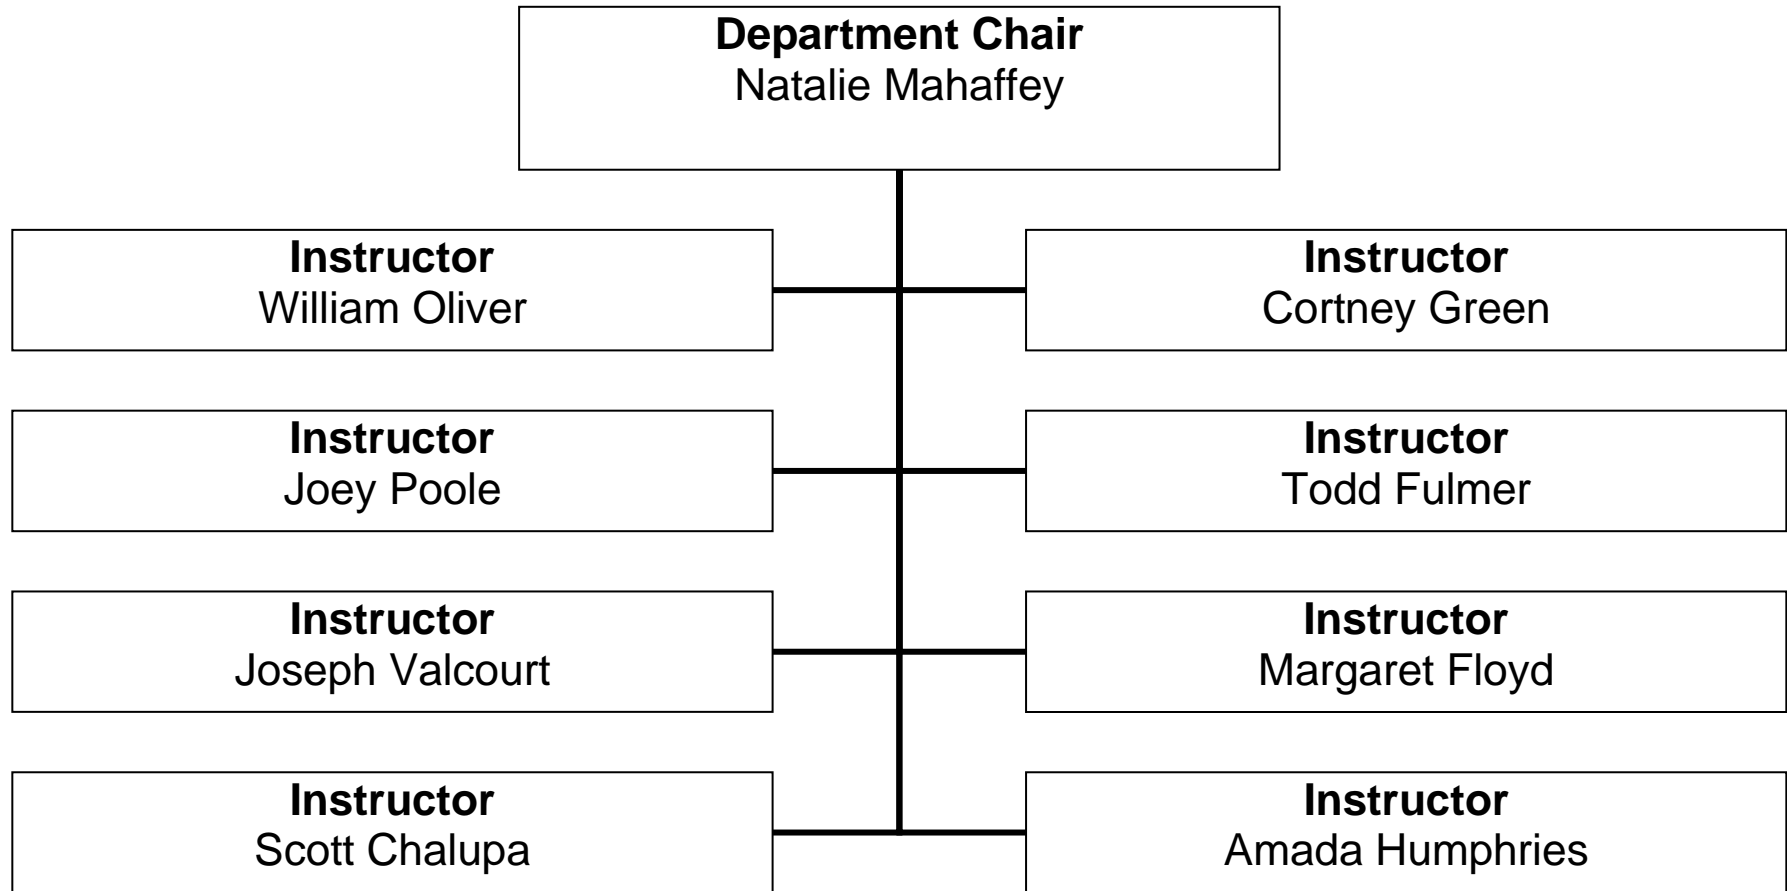 Department Chair
Natalie Mahaffey
Instructor
William Oliver
Instructor
Cortney Green
Instructor
Joey Poole
Instructor
Todd Fulmer
Instructor
Joseph Valcourt
Instructor
Margaret Floyd
Instructor
Scott Chalupa
Instructor
Amada Humphries